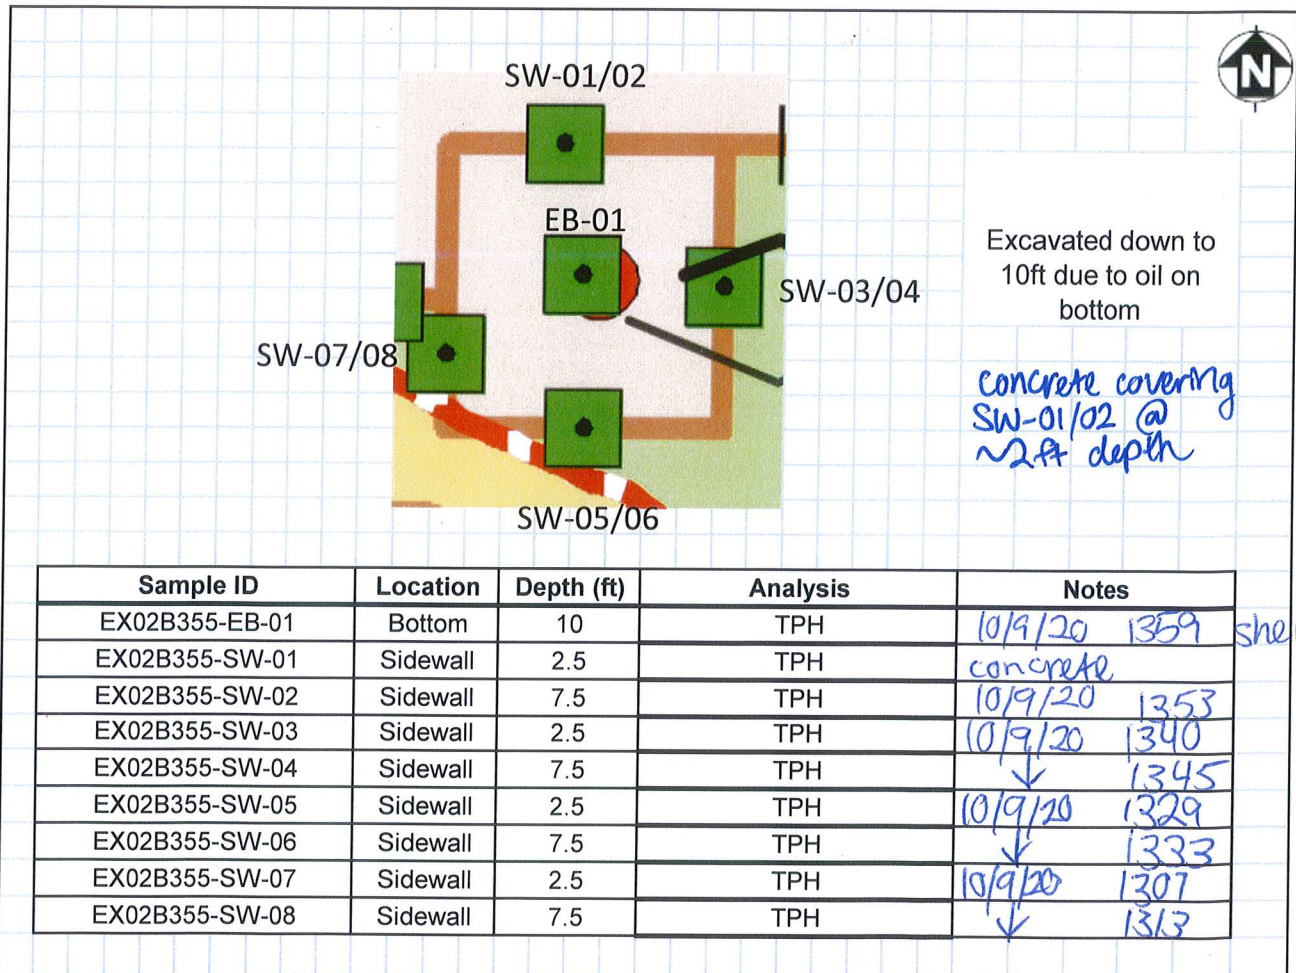 N
SW-01/02
EB-01
SW-03/04
SW-07/08
SW-05/06
Excavated down to
10ft due to oil on
bottom
concrete covering
SW-01/02 @
~2ft depth
Sample ID Location Depth (ft) Analysis Notes
EX02B355-EB-01 Bottom 10 TPH 10/9/20 1359 she
EX02B355-SW-01 Sidewall 2.5 TPH concrete
EX02B355-SW-02 Sidewall 7.5 TPH 10/9/20 1353
EX02B355-SW-03 Sidewall 2.5 TPH 10/9/20 1340
EX02B355-SW-04 Sidewall 7.5 TPH ↓ 1345
EX02B355-SW-05 Sidewall 2.5 TPH 10/9/20 1329
EX02B355-SW-06 Sidewall 7.5 TPH ↓ 1333
EX02B355-SW-07 Sidewall 2.5 TPH 10/9/20 1307
EX02B355-SW-08 Sidewall 7.5 TPH ↓ 1313